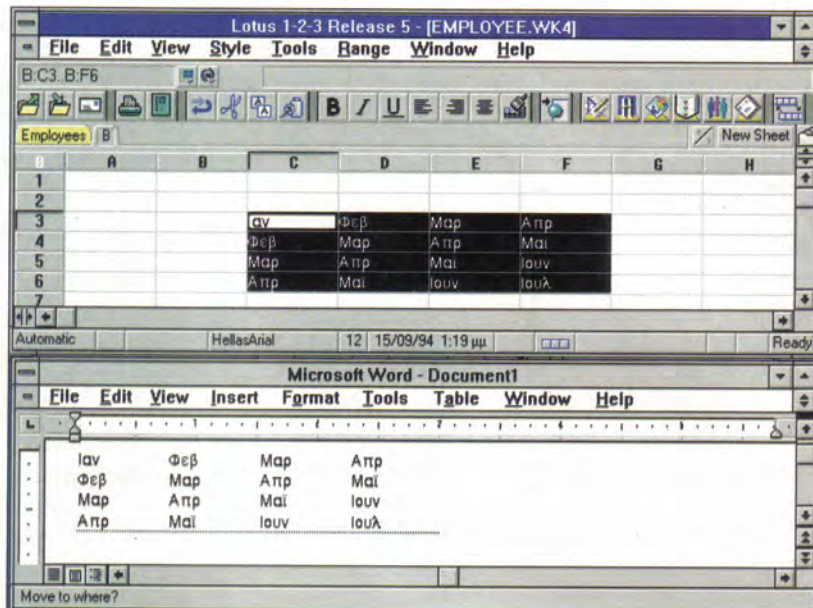 Lotus 1-2-3 Release 5 - [EMPLOYEE.WK4]
File Edit View Style Tools Range Window Help
B:C3..B:F6
B I U
Employees B New Sheet
B A B C D E F G H
1
2
3 αν Φεβ Μαρ Απρ
4 Φεβ Μαρ Απρ Μαι
5 Μαρ Απρ Μαϊ Ιουν
6 Απρ Μαϊ Ιουν Ιουλ
7
Automatic HellasArial 12 15/09/94 1:19 μμ Ready
Microsoft Word - Document1
File Edit View Insert Format Tools Table Window Help
Ιαν Φεβ Μαρ Απρ
Φεβ Μαρ Απρ Μαϊ
Μαρ Απρ Μαϊ Ιουν
Απρ Μαϊ Ιουν Ιουλ
Move to where?